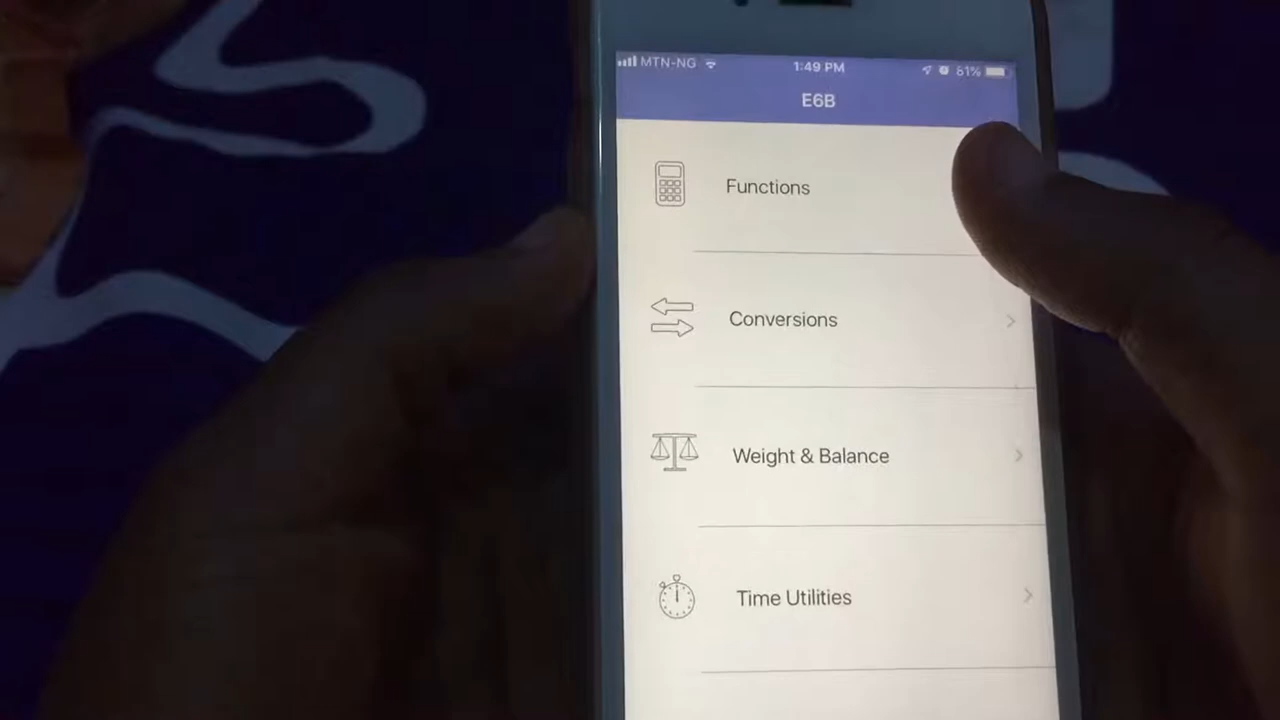 MTN-NG 1:49 PM 61%
E6B
Functions
Conversions
Weight & Balance
Time Utilities